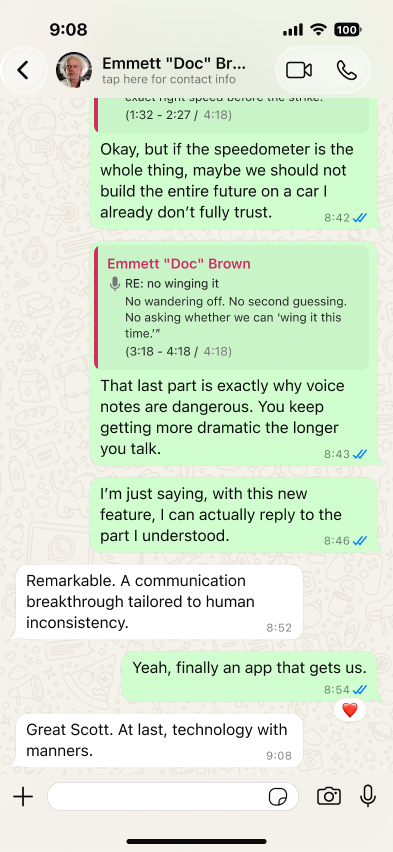 9:08
100
Emmett "Doc" Br...
tap here for contact info
exact right speed before the strike.
(1:32 - 2:27 / 4:18)
Okay, but if the speedometer is the
whole thing, maybe we should not
build the entire future on a car I
already don’t fully trust.
8:42
Emmett "Doc" Brown
RE: no winging it
No wandering off. No second guessing.
No asking whether we can ‘wing it this
time.’”
(3:18 - 4:18 / 4:18)
That last part is exactly why voice
notes are dangerous. You keep
getting more dramatic the longer
you talk.
8:43
I’m just saying, with this new
feature, I can actually reply to the
part I understood.
8:46
Remarkable. A communication
breakthrough tailored to human
inconsistency.
8:52
Yeah, finally an app that gets us.
8:54
Great Scott. At last, technology with
manners.
9:08